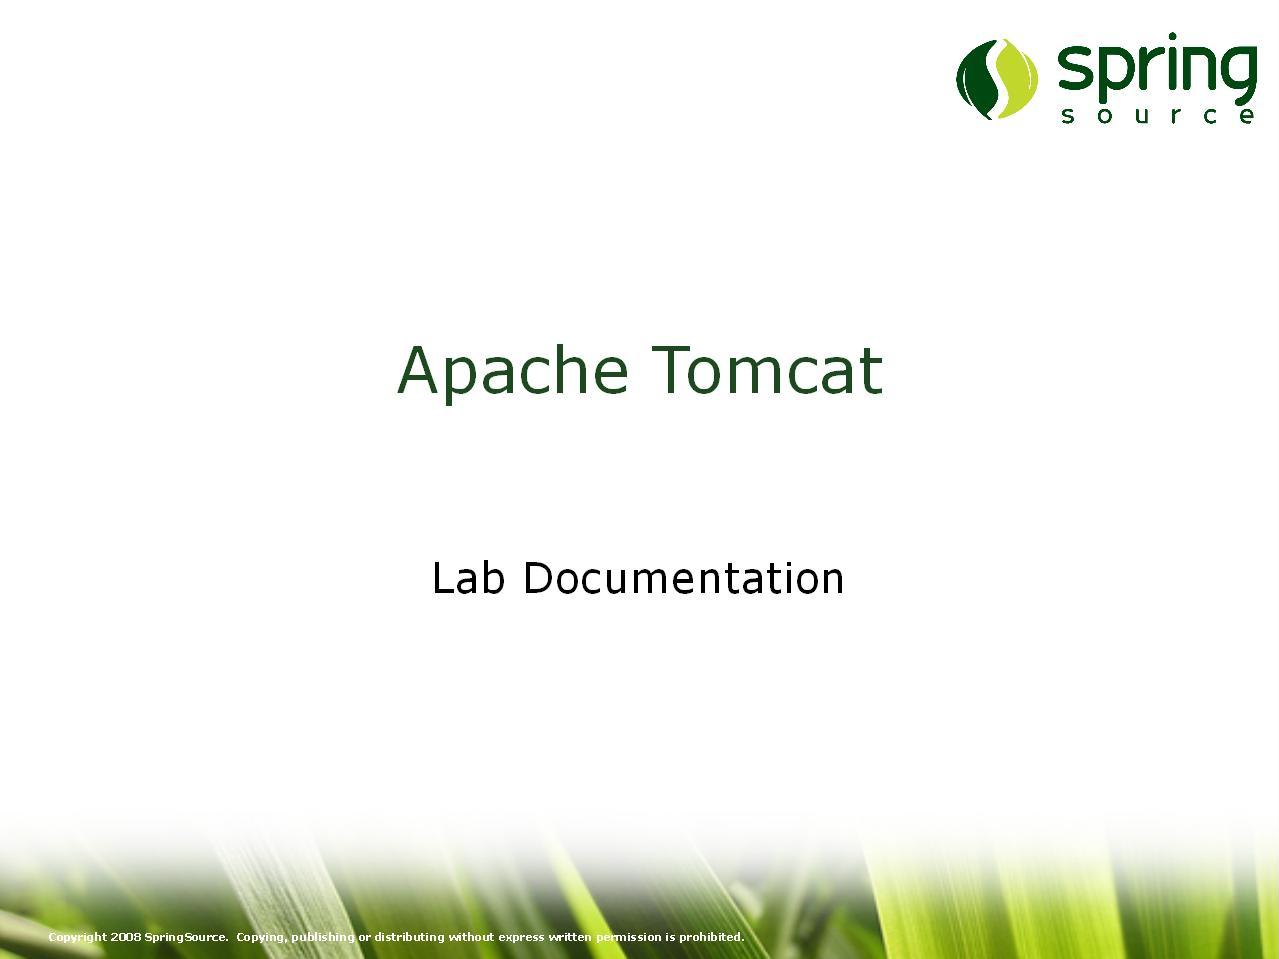 spring
source
Apache Tomcat
Lab Documentation
Copyright 2008 SpringSource. Copying, publishing or distributing without express written permission is prohibited.